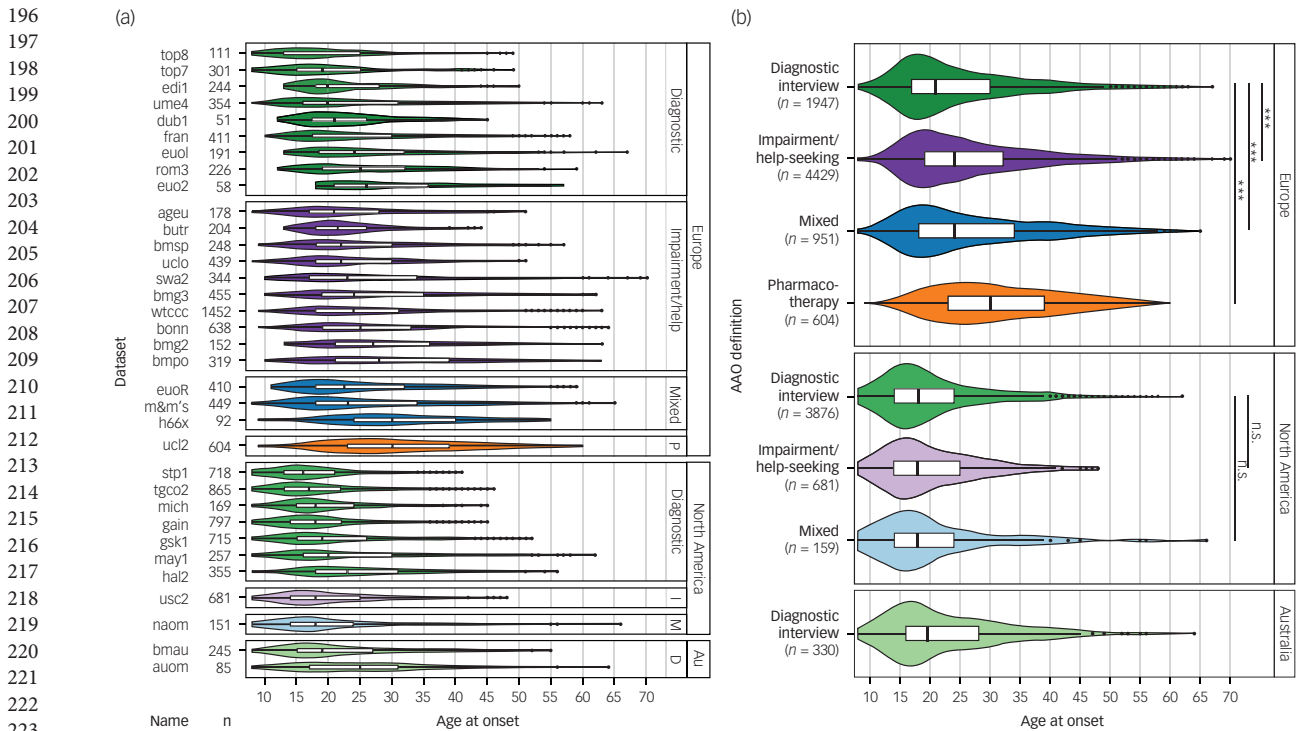 196
197
198
199
200
201
202
203
204
205
206
207
208
209
210
211
212
213
214
215
216
217
218
219
220
221
222
223
(a)
Dataset
top8 111
top7 301
edi1 244
ume4 354
dub1 51
fran 411
euol 191
rom3 226
euo2 58
Diagnostic
ageu 178
butr 204
bmsp 248
uclo 439
swa2 344
bmg3 455
wtccc 1452
bonn 638
bmg2 152
bmpo 319
Impairment/help
euoR 410
m&m's 449
h66x 92
Mixed
ucl2 604
P
Europe
stp1 718
tgco2 865
mich 169
gain 797
gsk1 715
may1 257
hal2 355
Diagnostic
usc2 681
I
naom 151
M
North America
bmau 245
auom 85
D
Au
10 15 20 25 30 35 40 45 50 55 60 65 70
Name n Age at onset
(b)
AAO definition
Diagnostic
interview
(n = 1947)
Impairment/
help-seeking
(n = 4429)
Mixed
(n = 951)
Pharmaco-
therapy
(n = 604)
***
***
***
Europe
Diagnostic
interview
(n = 3876)
Impairment/
help-seeking
(n = 681)
Mixed
(n = 159)
n.s.
n.s.
North America
Diagnostic
interview
(n = 330)
Australia
10 15 20 25 30 35 40 45 50 55 60 65 70
Age at onset